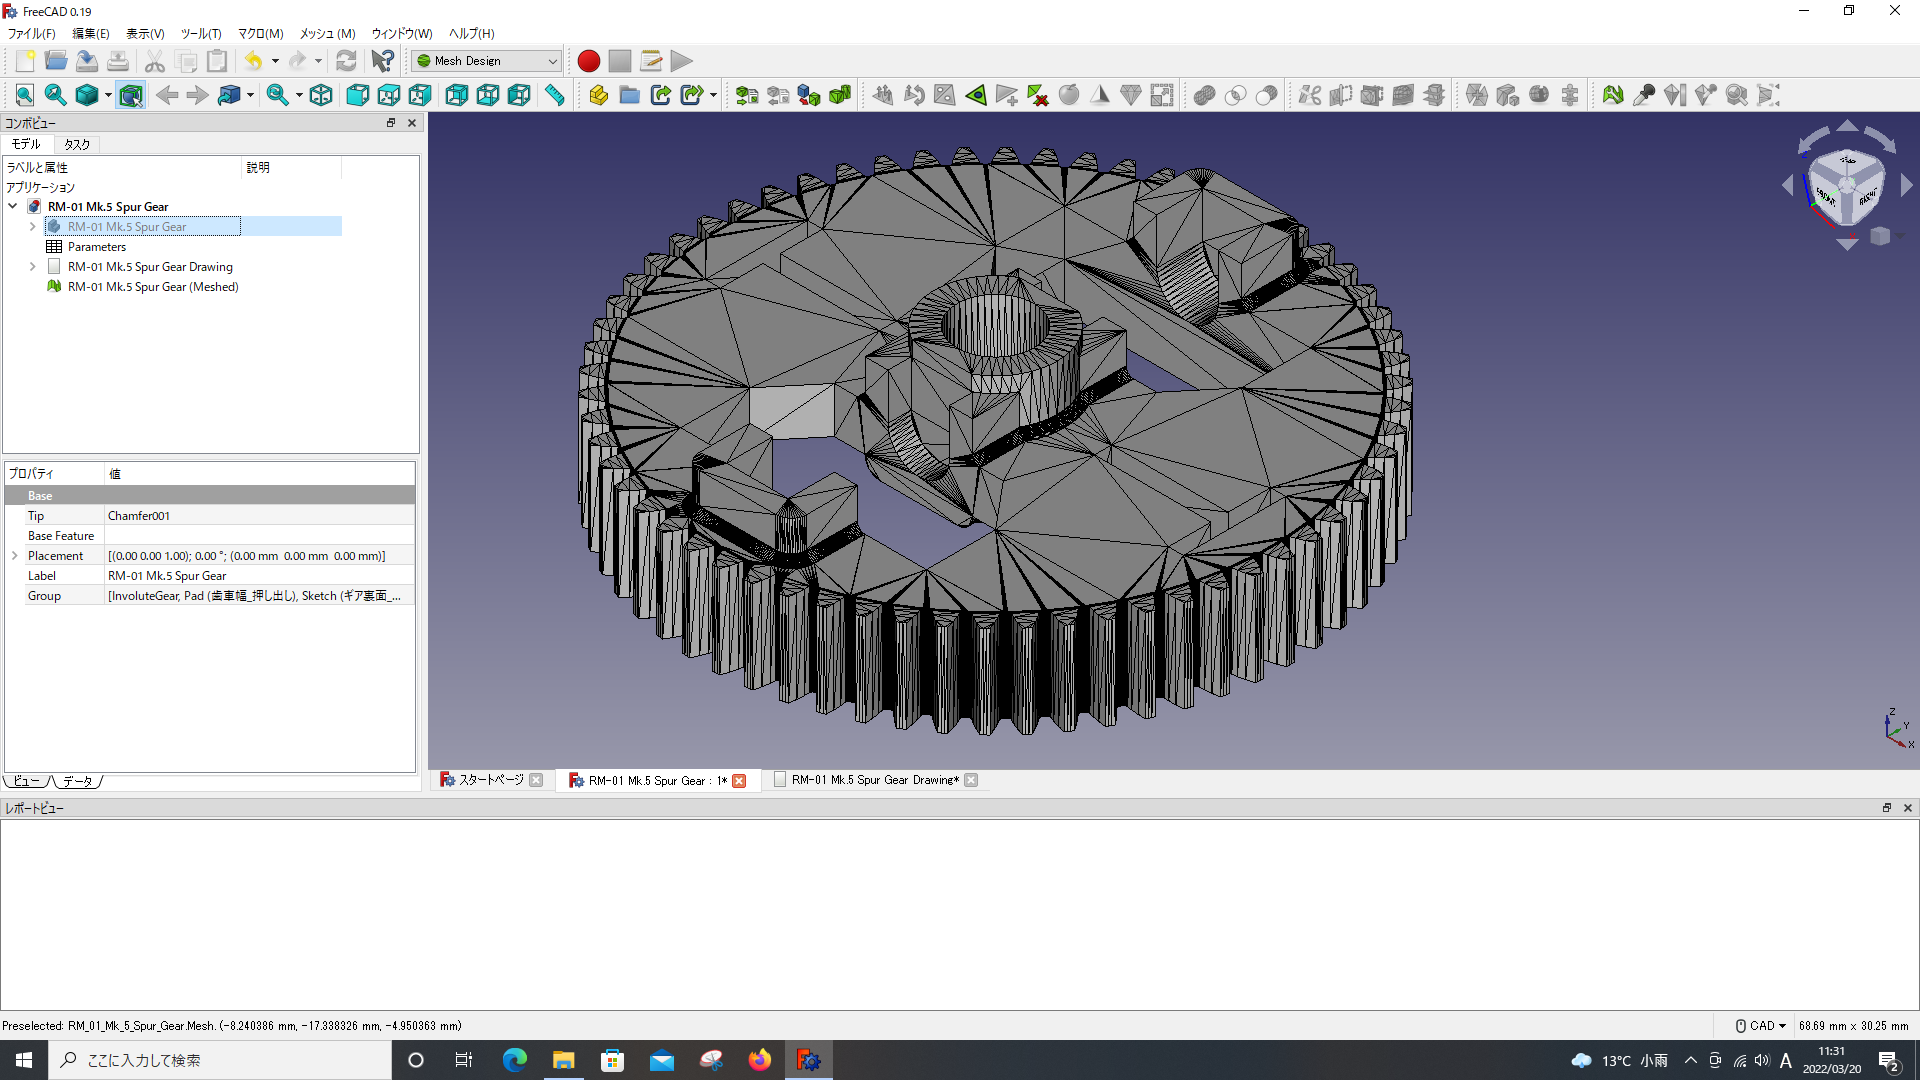 FreeCAD 0.19
ファイル(F) 編集(E) 表示(V) ツール(T) マクロ(M) メッシュ(M) ウィンドウ(W) ヘルプ(H)
Mesh Design
コンボビュー
モデル タスク
ラベルと属性 説明
アプリケーション
RM-01 Mk.5 Spur Gear
RM-01 Mk.5 Spur Gear
Parameters
RM-01 Mk.5 Spur Gear Drawing
RM-01 Mk.5 Spur Gear (Meshed)
プロパティ 値
Base
Tip Chamfer001
Base Feature
Placement [(0.00 0.00 1.00); 0.00 °; (0.00 mm 0.00 mm 0.00 mm)]
Label RM-01 Mk.5 Spur Gear
Group [InvoluteGear, Pad (歯車幅_押し出し), Sketch (ギア裏面_...
ビュー データ
FRONT RIGHT
Z
Y
X
スタートページ RM-01 Mk.5 Spur Gear : 1* RM-01 Mk.5 Spur Gear Drawing*
レポートビュー
Preselected: RM_01_Mk_5_Spur_Gear.Mesh. (-8.240386 mm, -17.338326 mm, -4.950363 mm)
CAD 68.69 mm x 30.25 mm
ここに入力して検索
13°C 小雨
A
11:31
2022/03/20
2